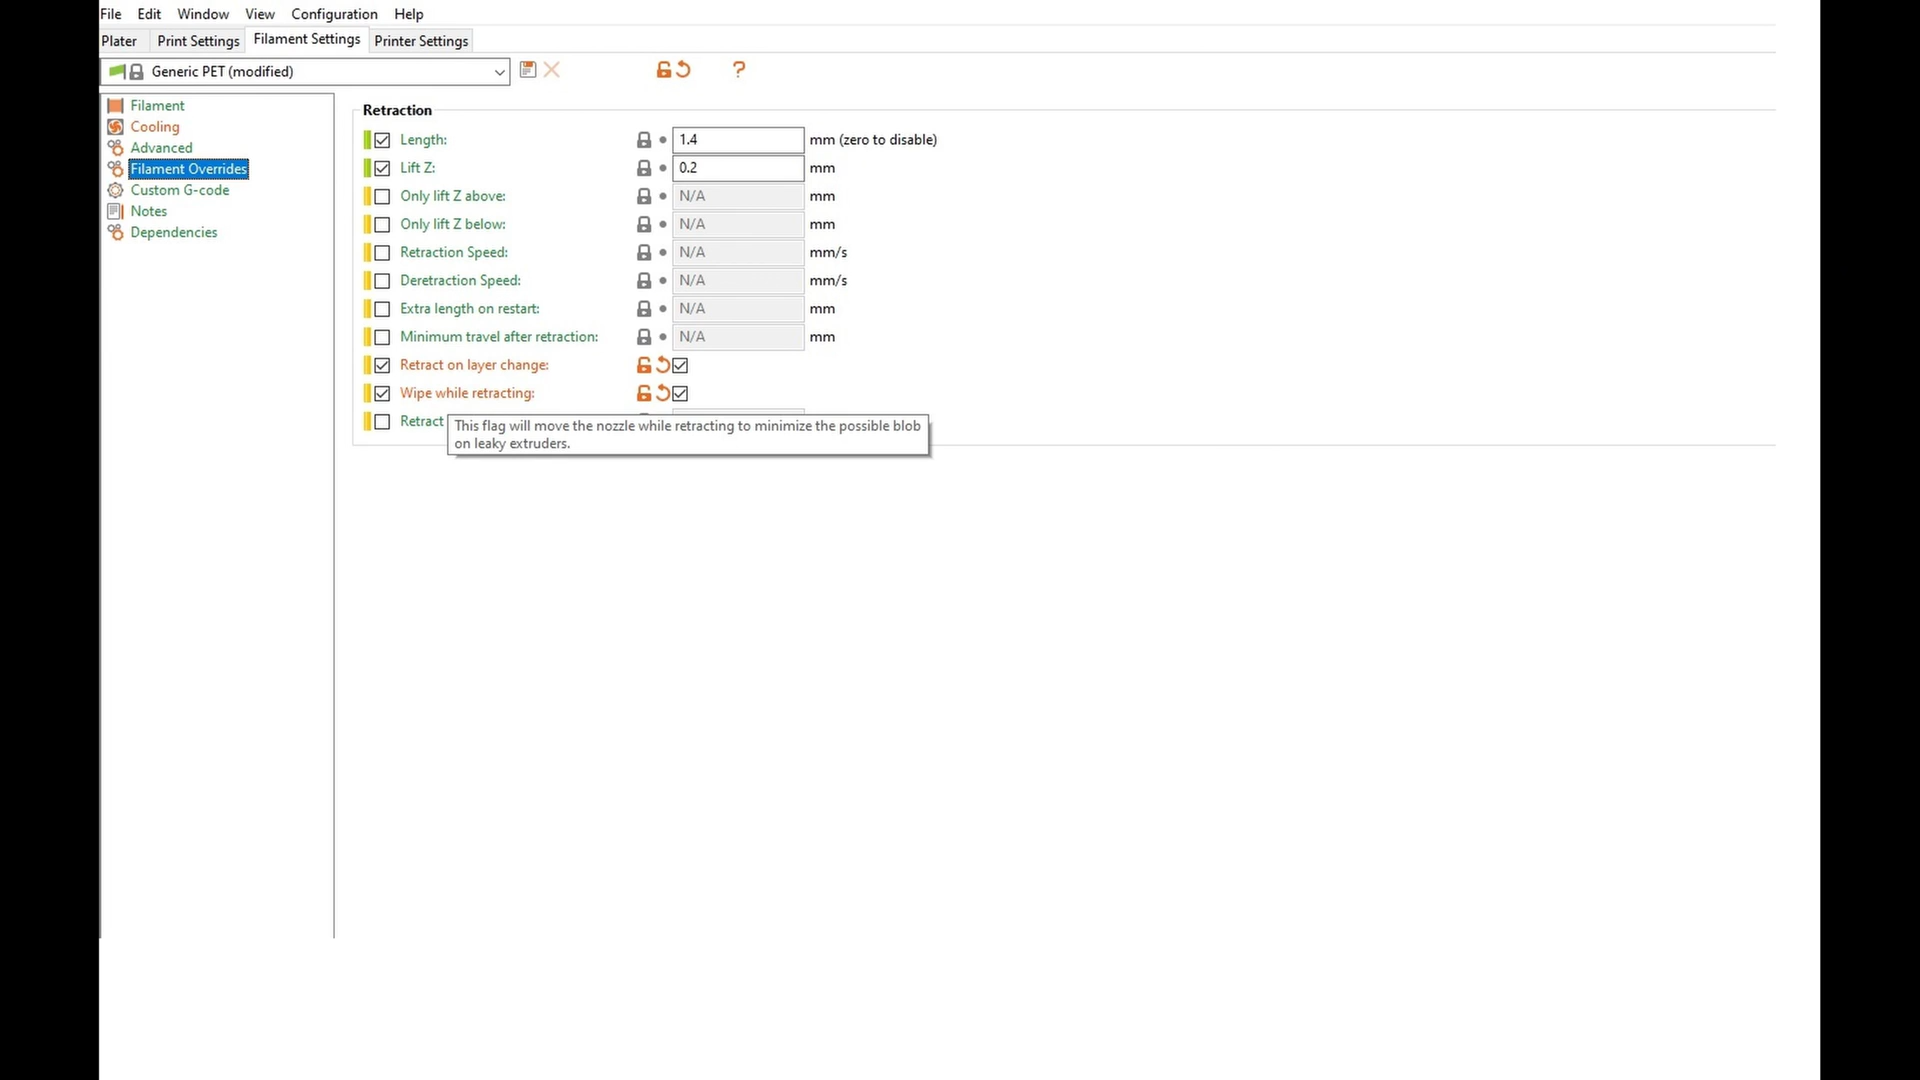 File Edit Window View Configuration Help
Plater Print Settings Filament Settings Printer Settings
Generic PET (modified) ?
Filament
Cooling
Advanced
Filament Overrides
Custom G-code
Notes
Dependencies
Retraction
Length: 1.4 mm (zero to disable)
Lift Z: 0.2 mm
Only lift Z above: N/A mm
Only lift Z below: N/A mm
Retraction Speed: N/A mm/s
Deretraction Speed: N/A mm/s
Extra length on restart: N/A mm
Minimum travel after retraction: N/A mm
Retract on layer change:
Wipe while retracting:
Retract
This flag will move the nozzle while retracting to minimize the possible blob
on leaky extruders.